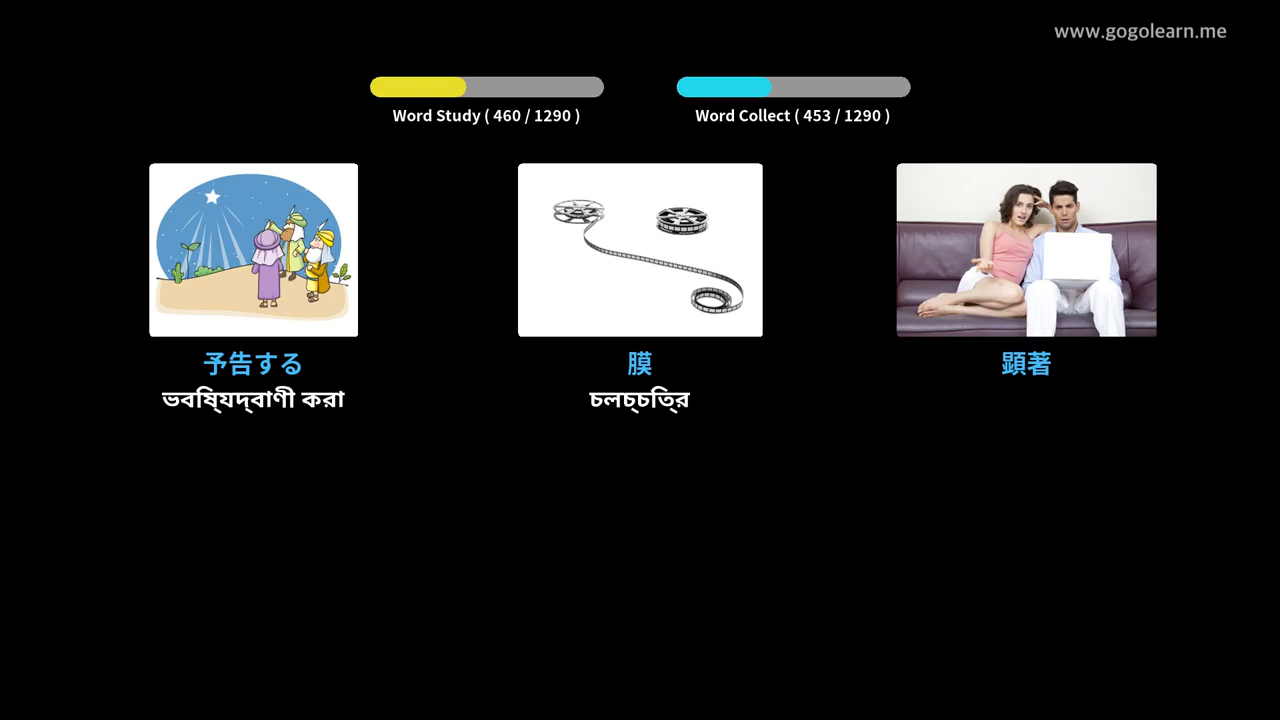 www.gogolearn.me
Word Study ( 460 / 1290 )
Word Collect ( 453 / 1290 )
予告する
膜
顕著
ভবিষ্যদ্বাণী করা
চলচ্চিত্র